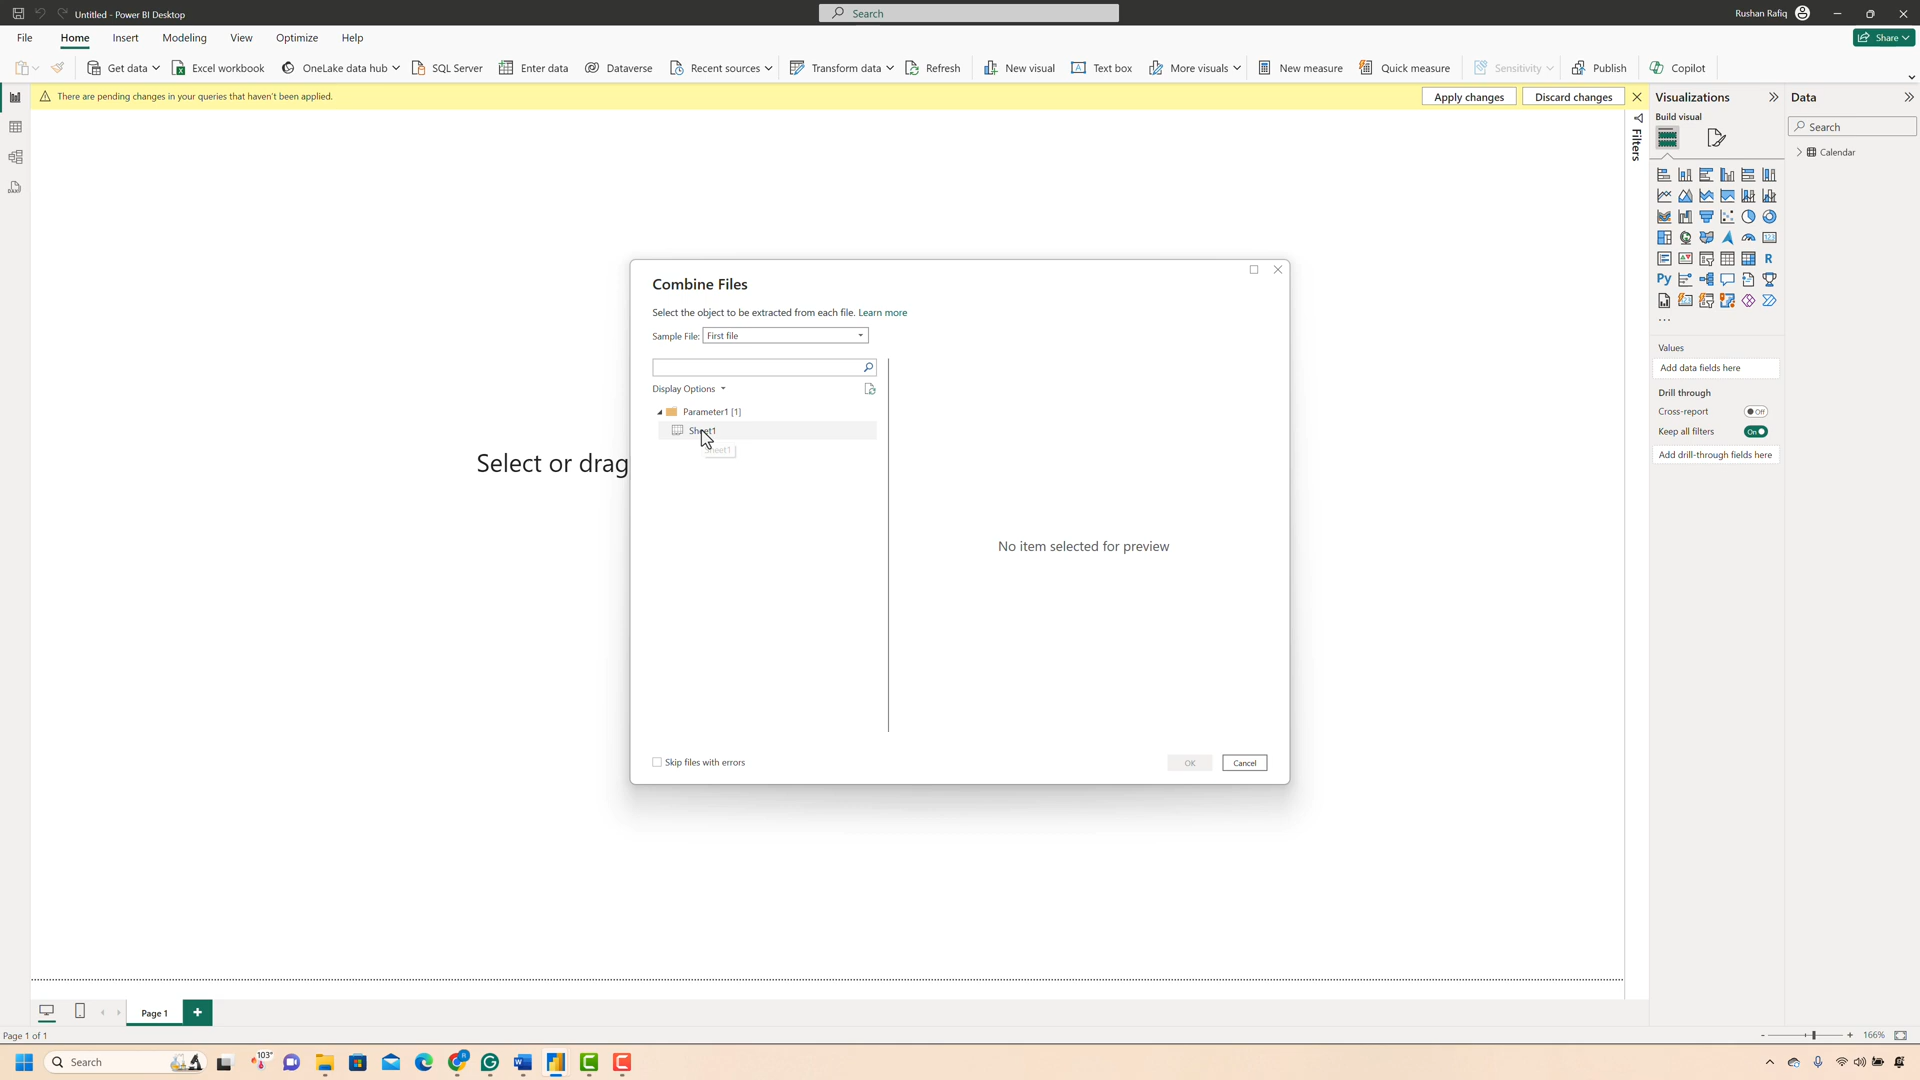 Untitled - Power BI Desktop
Search
Rushan Rafiq
File
Home
Insert
Modeling
View
Optimize
Help
Share
Get data
Excel workbook
OneLake data hub
SQL Server
Enter data
Dataverse
Recent sources
Transform data
Refresh
New visual
Text box
More visuals
New measure
Quick measure
Sensitivity
Publish
Copilot
There are pending changes in your queries that haven't been applied.
Apply changes
Discard changes
Visualizations
Data
Build visual
Search
Filters
Calendar
R
Py
123
...
Values
Add data fields here
Drill through
Cross-report
Off
Keep all filters
On
Add drill-through fields here
Select or drag
Combine Files
Select the object to be extracted from each file. Learn more
Sample File: First file
Display Options
Parameter1 [1]
Sheet1
Sheet1
No item selected for preview
Skip files with errors
OK
Cancel
Page 1
Page 1 of 1
166%
Search
103°